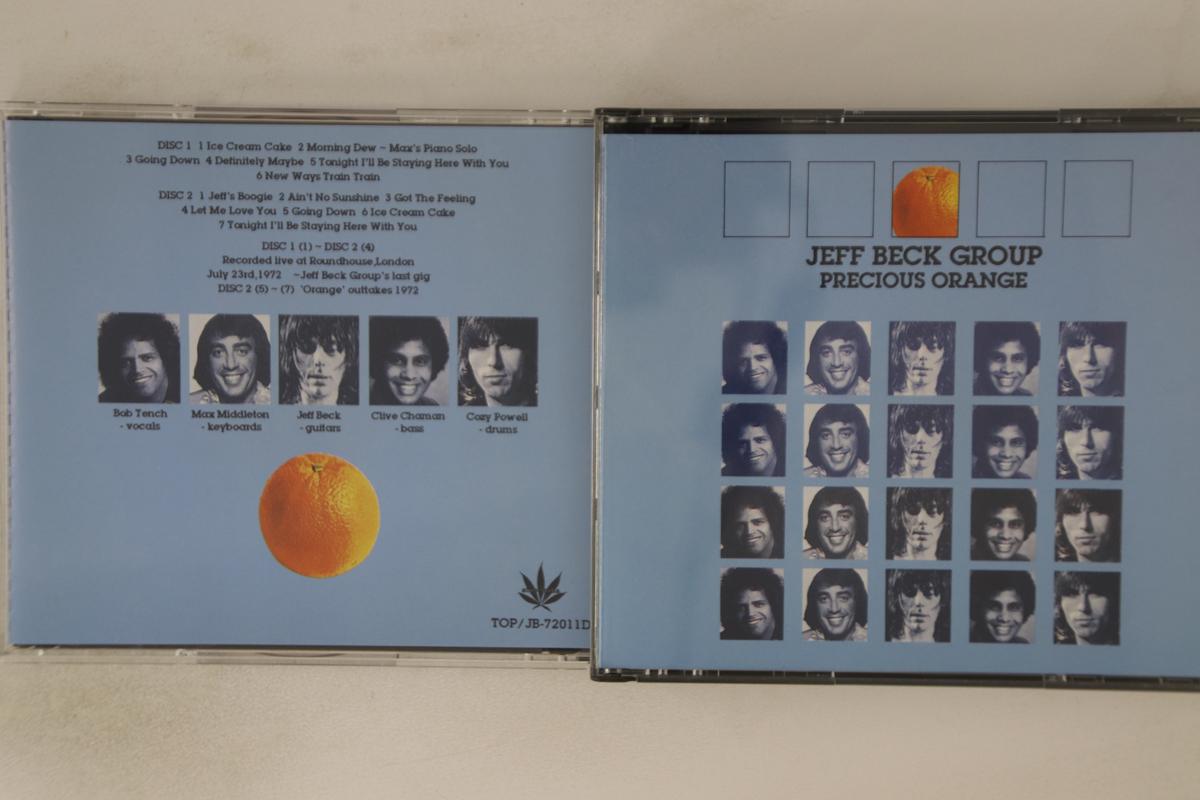 DISC 1 1 Ice Cream Cake 2 Morning Dew ~ Max's Piano Solo
3 Going Down 4 Definitely Maybe 5 Tonight I'll Be Staying Here With You
6 New Ways Train Train
DISC 2 1 Jeff's Boogie 2 Ain't No Sunshine 3 Got The Feeling
4 Let Me Love You 5 Going Down 6 Ice Cream Cake
7 Tonight I'll Be Staying Here With You
DISC 1 (1) ~ DISC 2 (4)
Recorded live at Roundhouse,London
July 23rd,1972 ~Jeff Beck Group's last gig
DISC 2 (5) ~ (7) 'Orange' outtakes 1972
Bob Tench
- vocals
Max Middleton
- keyboards
Jeff Beck
- guitars
Clive Chaman
- bass
Cozy Powell
- drums
TOP/JB-72011D
JEFF BECK GROUP
PRECIOUS ORANGE